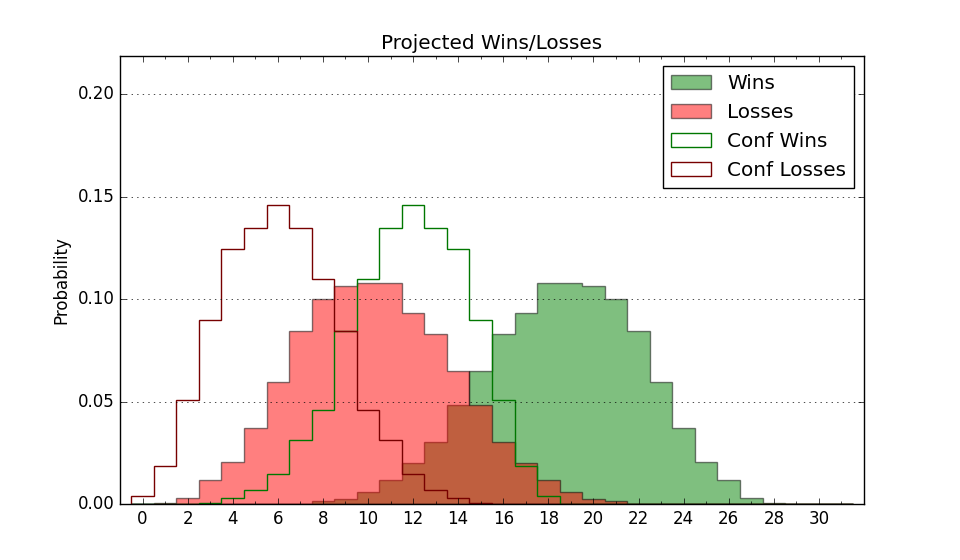 Projected Wins/Losses
Wins
Losses
Conf Wins
Conf Losses
0.20
0.15
0.10
0.05
0.00
Probability
0 2 4 6 8 10 12 14 16 18 20 22 24 26 28 30